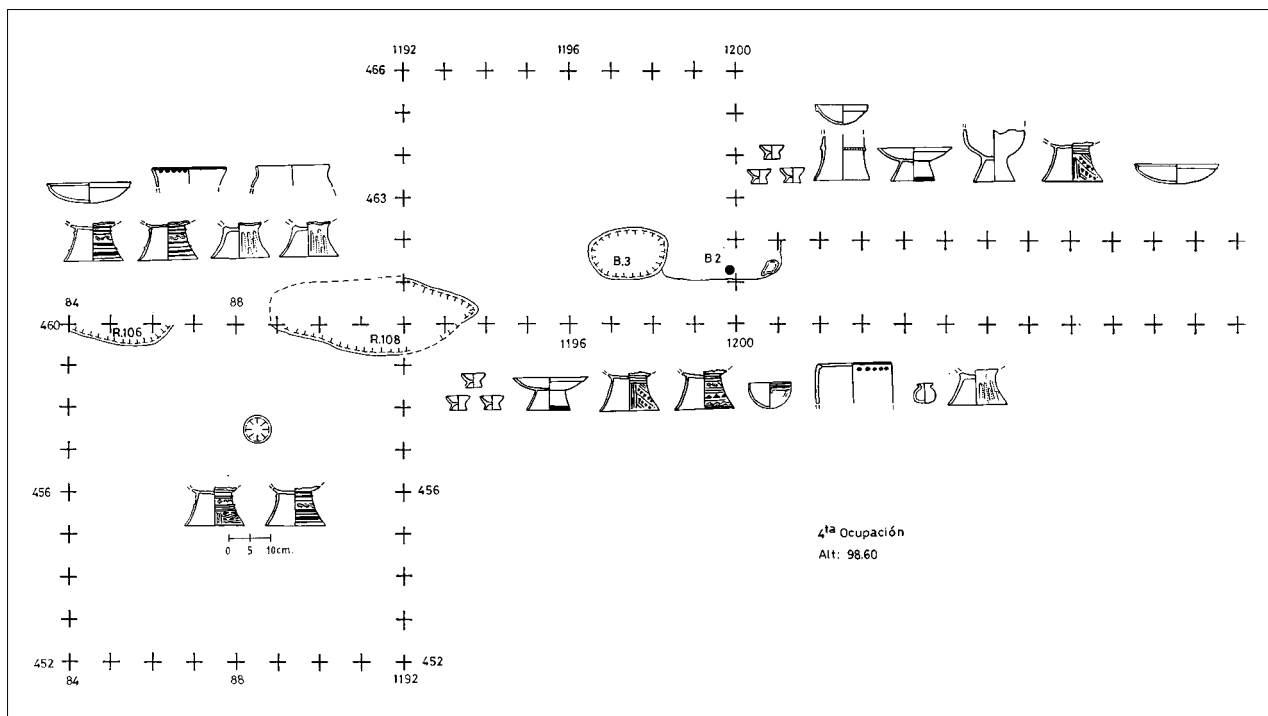 1192 1196 1200
466
463
B.3 B2
84 88
460
R.106 R.108
1196 1200
456 456
0 5 10cm.
4ta Ocupación
Alt: 98.60
452 452
84 88 1192